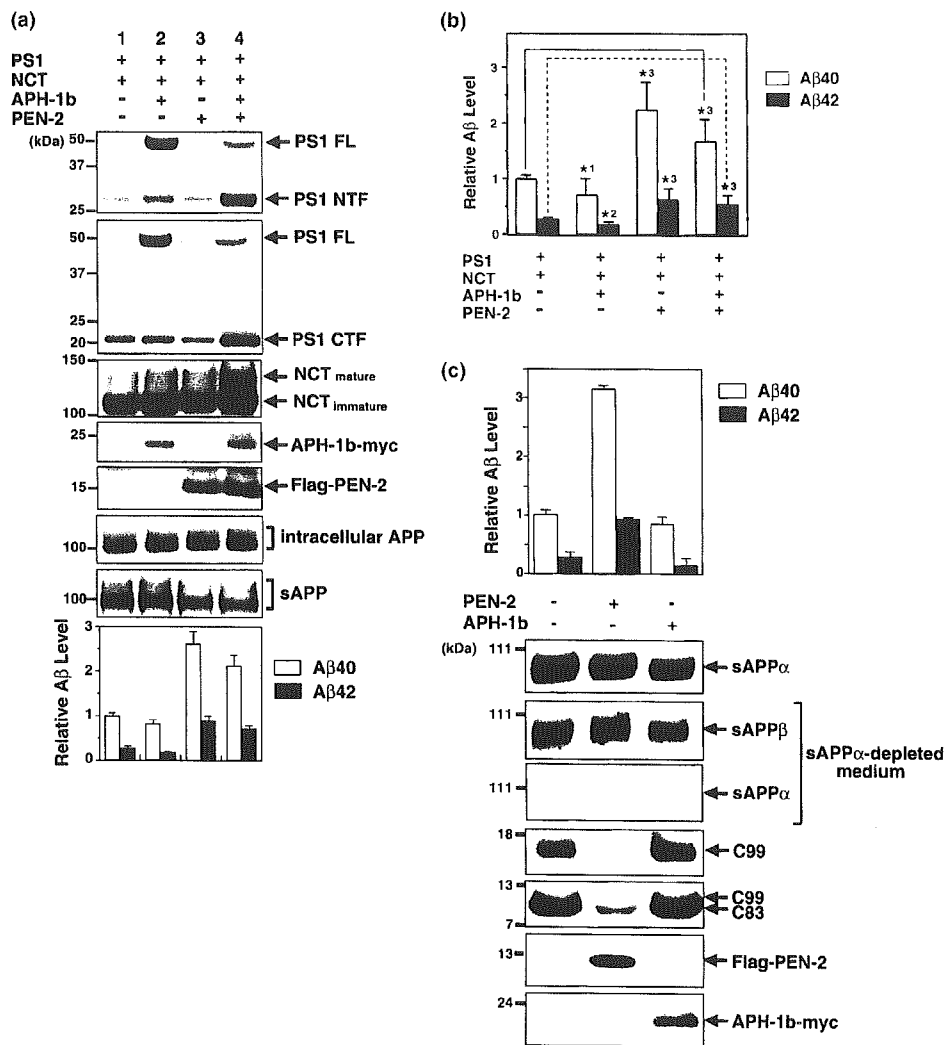 (a)
1 2 3 4
PS1 + + + +
NCT + + + +
APH-1b - + - +
PEN-2 - - + +
(kDa)
50 PS1 FL
37
PS1 NTF
25
50 PS1 FL
37
25
20 PS1 CTF
150
NCT mature
100 NCT immature
25
APH-1b-myc
15 Flag-PEN-2
100 intracellular APP
100 sAPP
Relative Aβ Level
3
2
1
0
Aβ40
Aβ42
(b)
Relative Aβ Level
3
2
1
0
*1
*2
*3
*3
*3
*3
Aβ40
Aβ42
PS1 + + + +
NCT + + + +
APH-1b - + - +
PEN-2 - - + +
(c)
Relative Aβ Level
3
2
1
0
Aβ40
Aβ42
PEN-2 - + -
APH-1b - - +
(kDa)
111 sAPPα
111 sAPPβ
111 sAPPα
sAPPα-depleted
medium
18
C99
13 C99
C83
7
13 Flag-PEN-2
24
APH-1b-myc